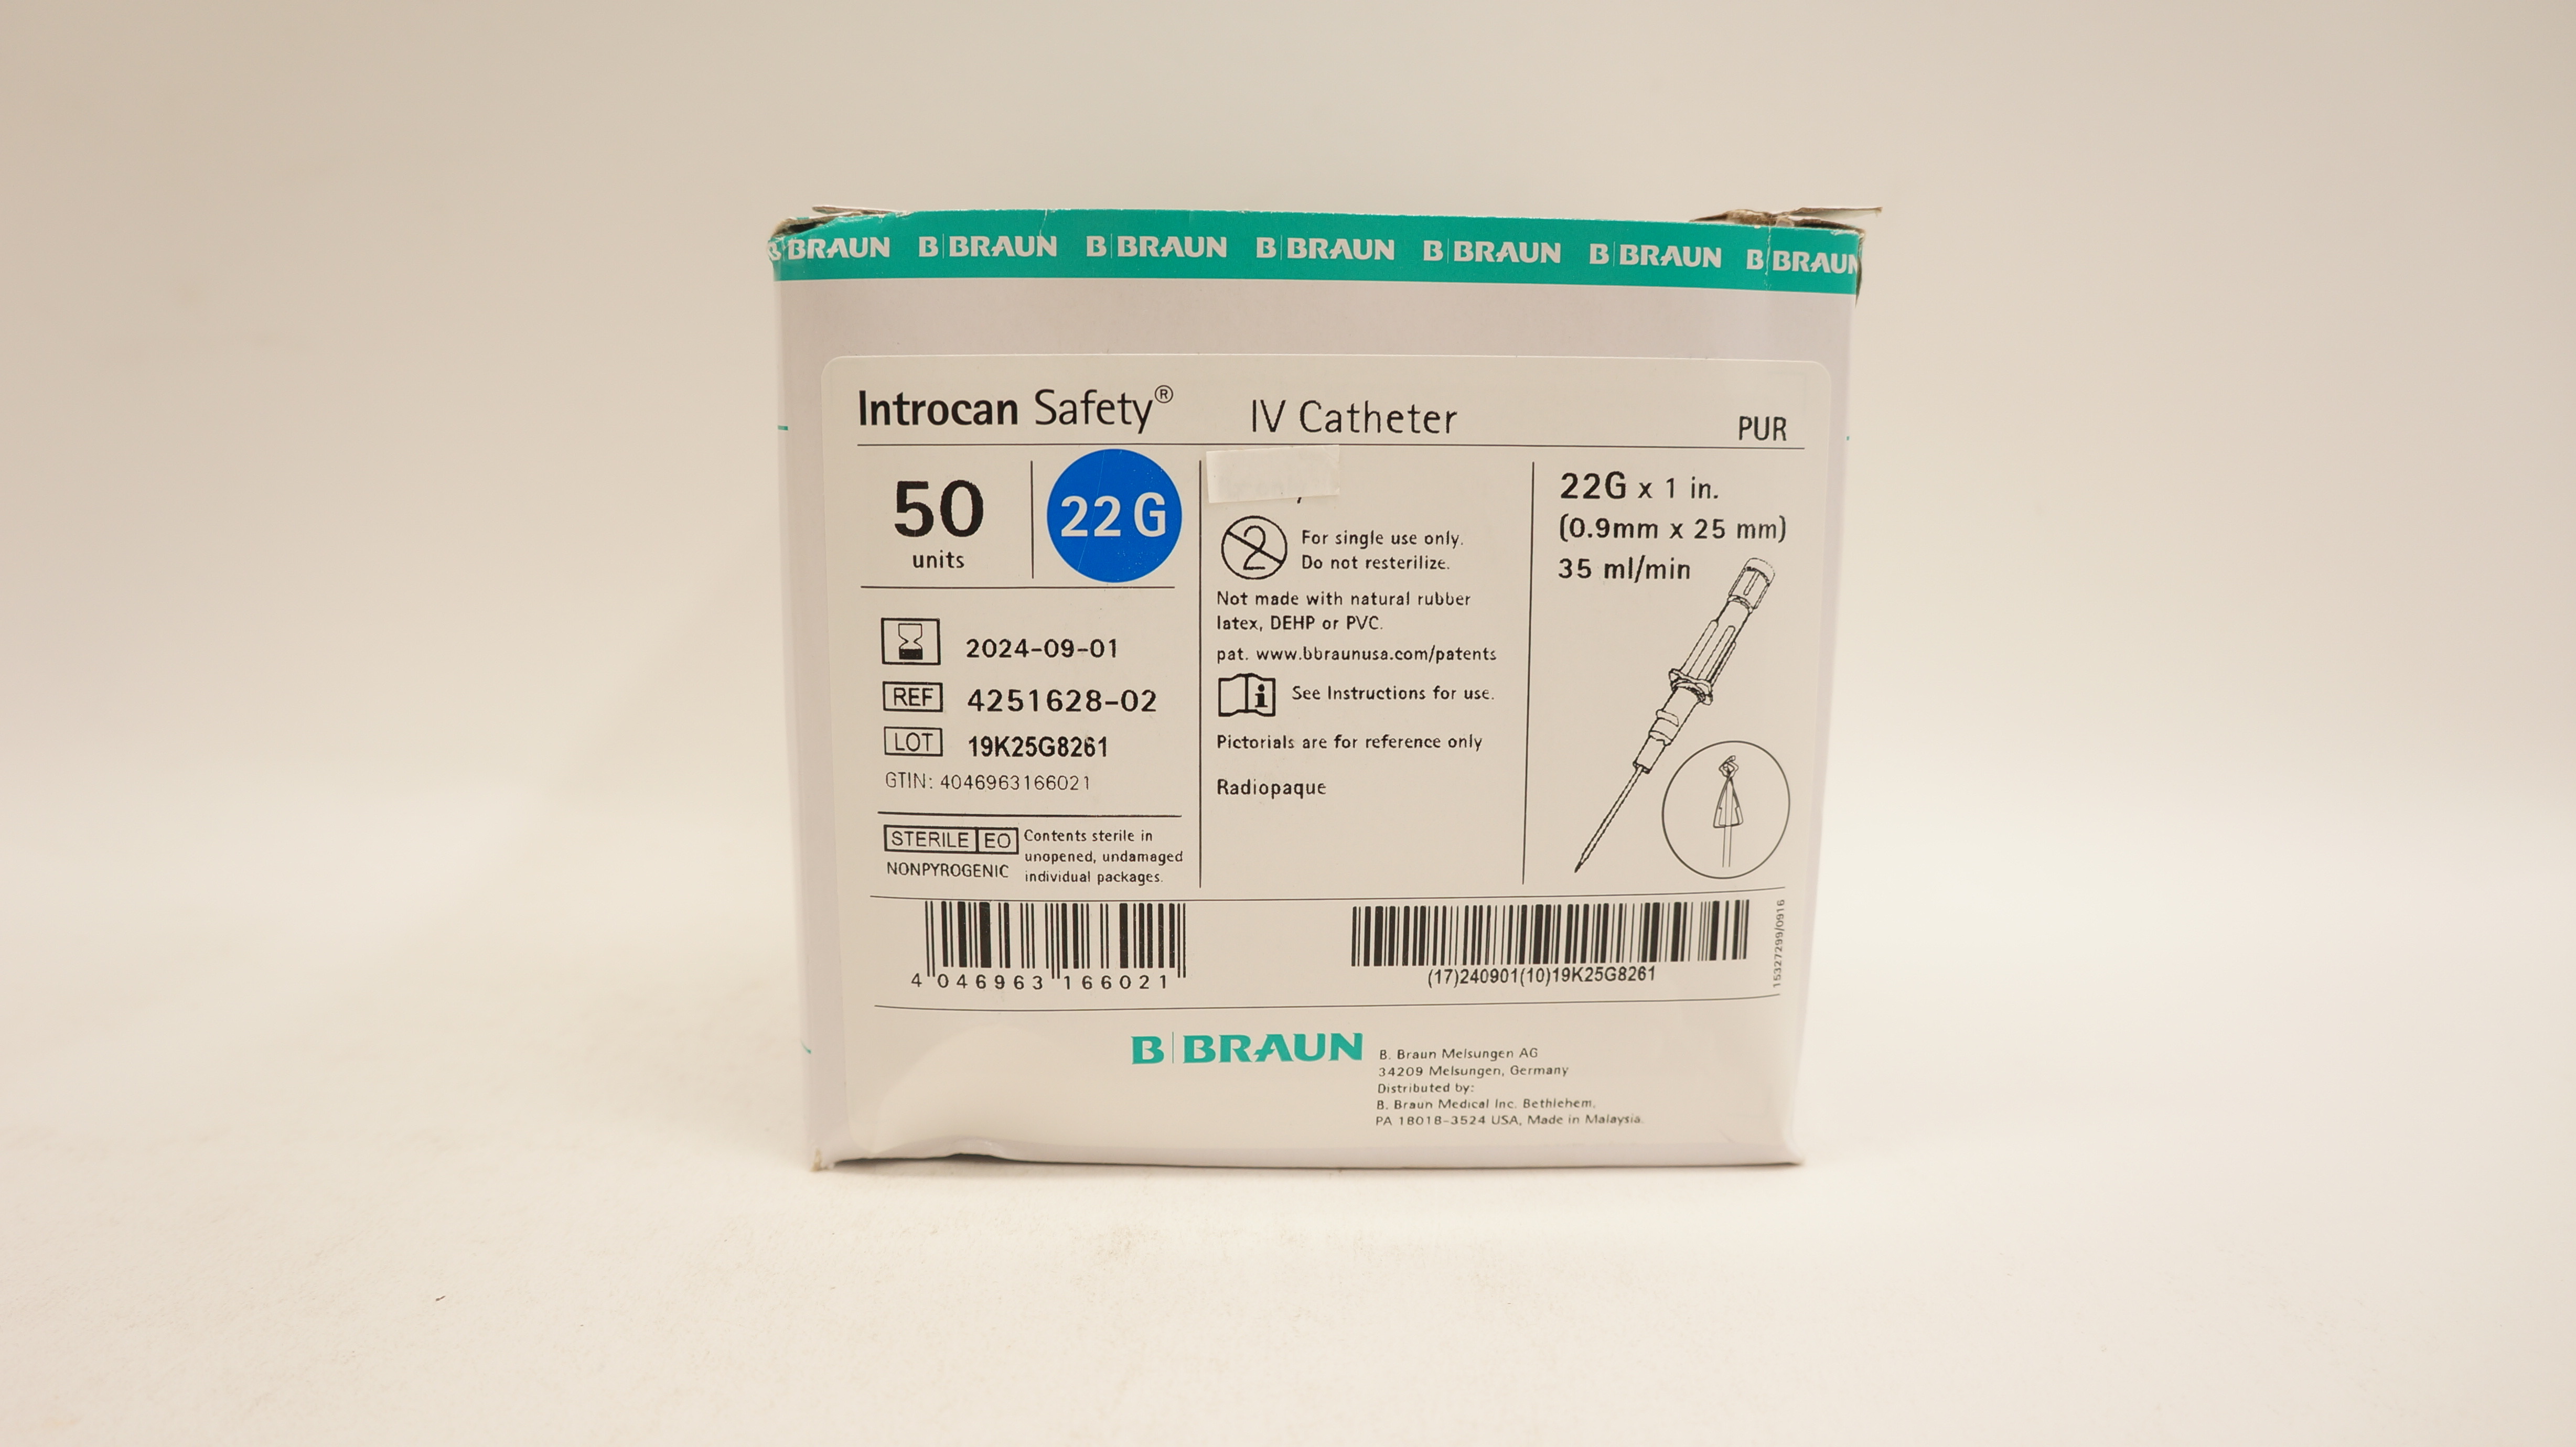 B BRAUN B BRAUN B BRAUN B BRAUN B BRAUN B BRAUN B BRAUN
Introcan Safety® IV Catheter PUR
50
units
22 G
2024-09-01
REF 4251628-02
LOT 19K25G8261
GTIN: 4046963166021
STERILE EO
NONPYROGENIC
Contents sterile in
unopened, undamaged
individual packages.
2
For single use only.
Do not resterilize.
Not made with natural rubber
latex, DEHP or PVC.
pat. www.bbraunusa.com/patents
i See Instructions for use.
Pictorials are for reference only
Radiopaque
22G x 1 in.
(0.9mm x 25 mm)
35 ml/min
4 046963 166021
(17)240901(10)19K25G8261
15327299/0916
B BRAUN
B. Braun Melsungen AG
34209 Melsungen, Germany
Distributed by:
B. Braun Medical Inc. Bethlehem,
PA 18018-3524 USA, Made in Malaysia.